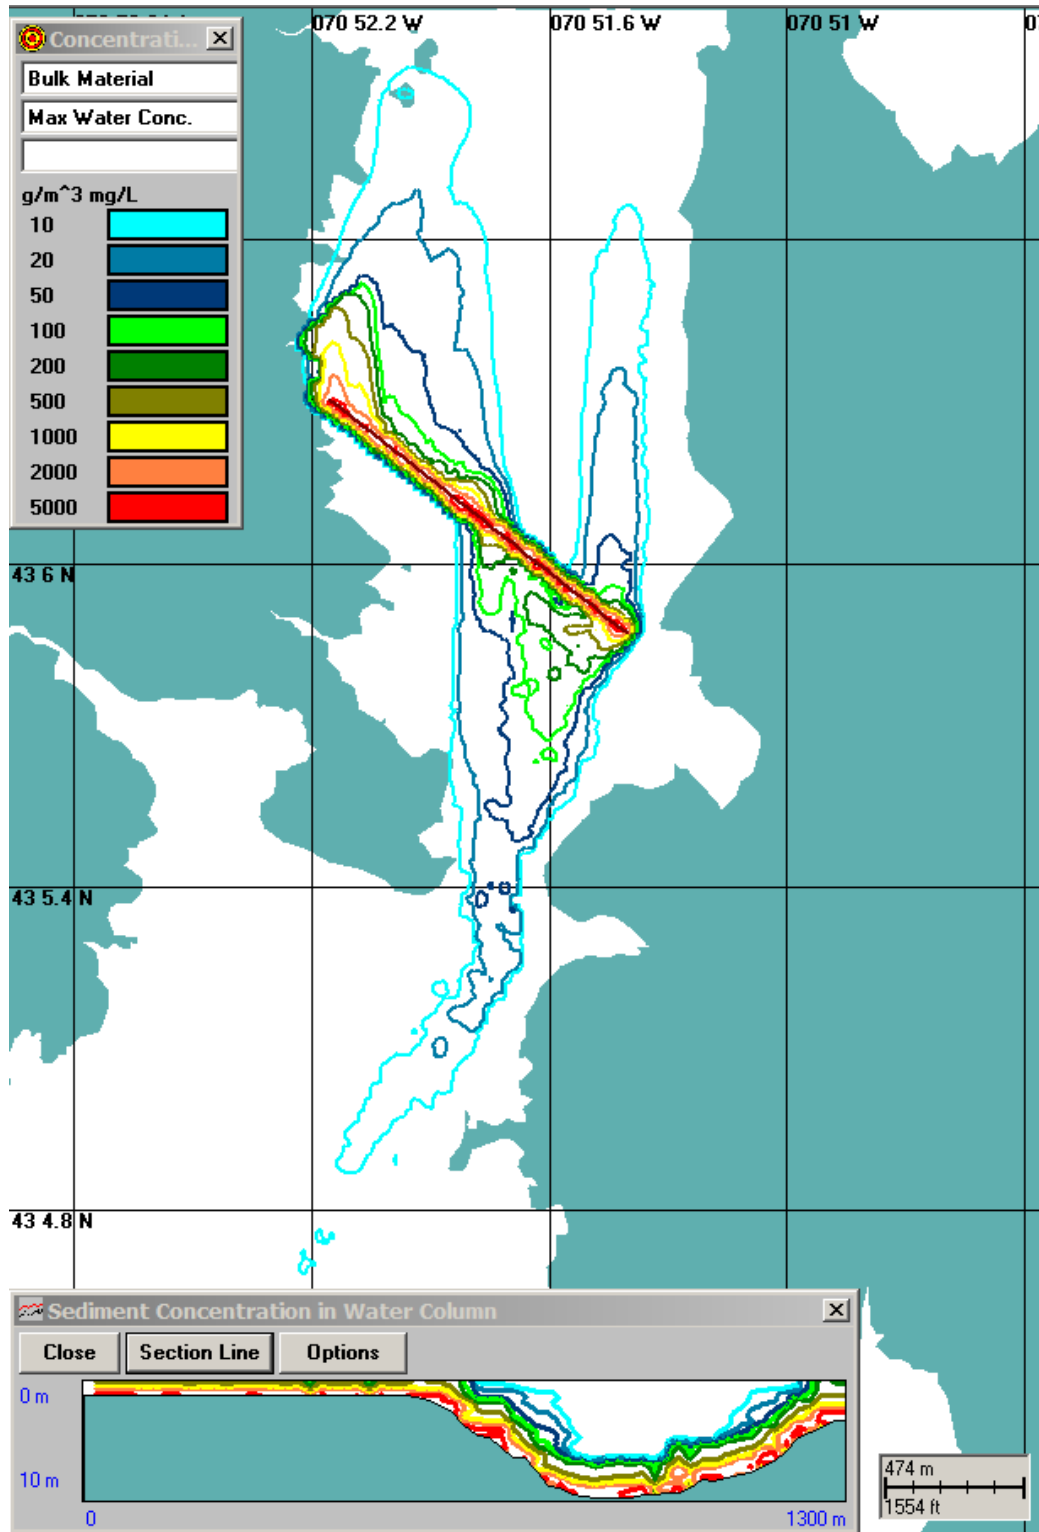 070 52.2 W
070 51.6 W
070 51 W
Concentrati...
Bulk Material
Max Water Conc.
g/m^3 mg/L
10
20
50
100
200
500
1000
2000
5000
43 6 N
43 5.4 N
43 4.8 N
Sediment Concentration in Water Column
Close
Section Line
Options
0 m
10 m
0
1300 m
474 m
1554 ft